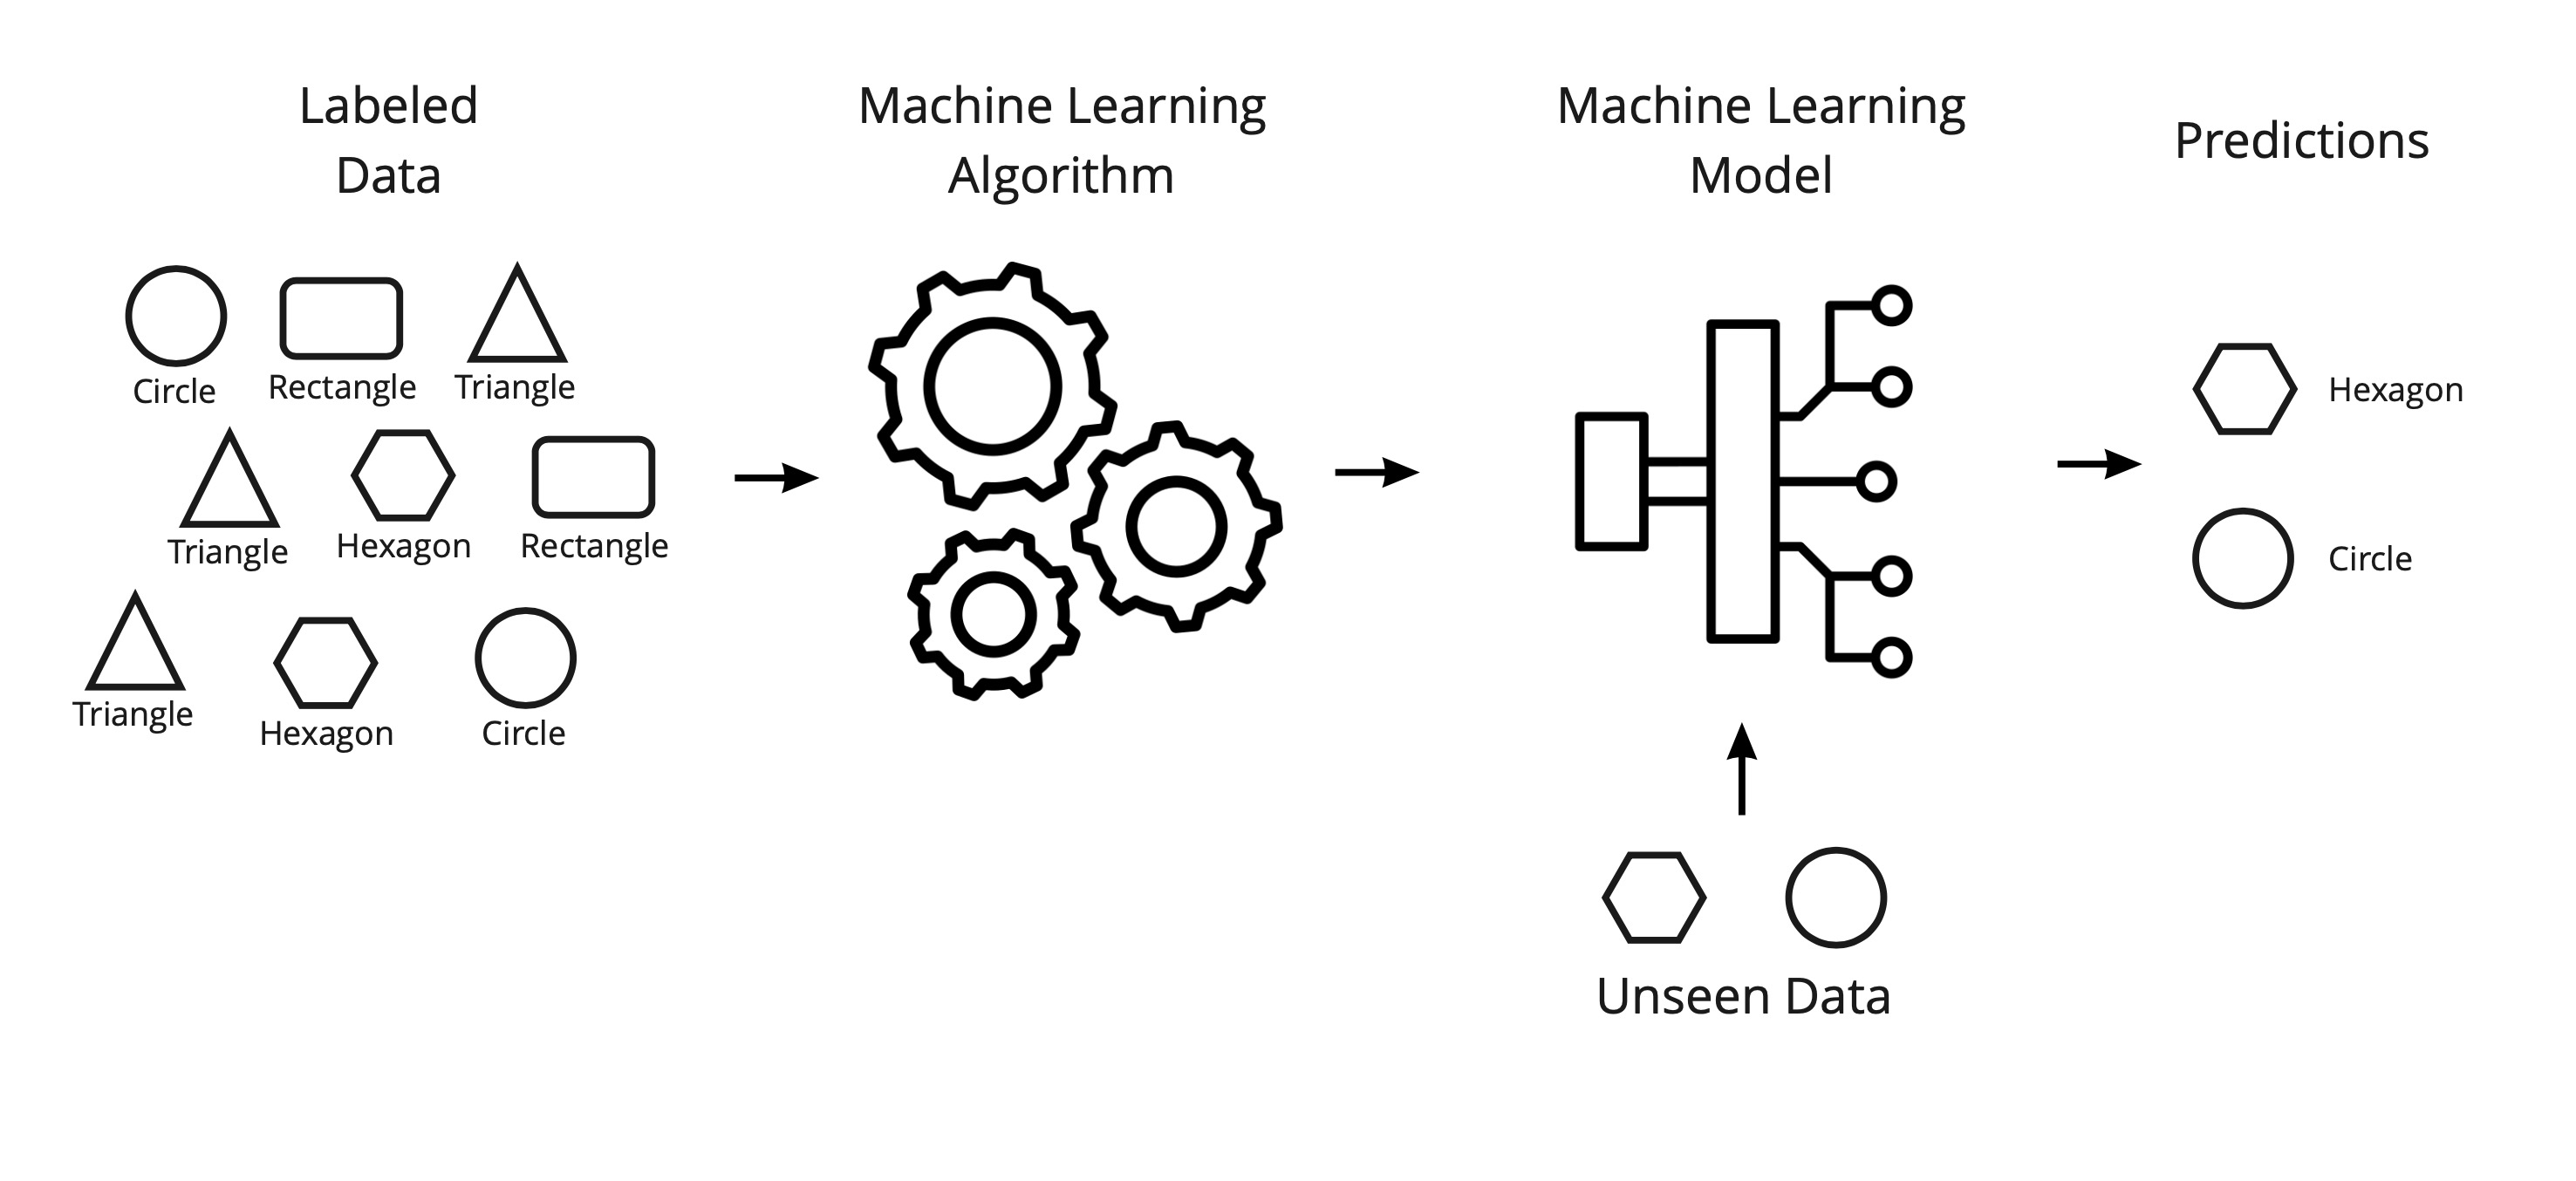 Labeled
Data
Machine Learning
Algorithm
Machine Learning
Model
Predictions
Circle
Rectangle
Triangle
Triangle
Hexagon
Rectangle
Triangle
Hexagon
Circle
Hexagon
Circle
Unseen Data